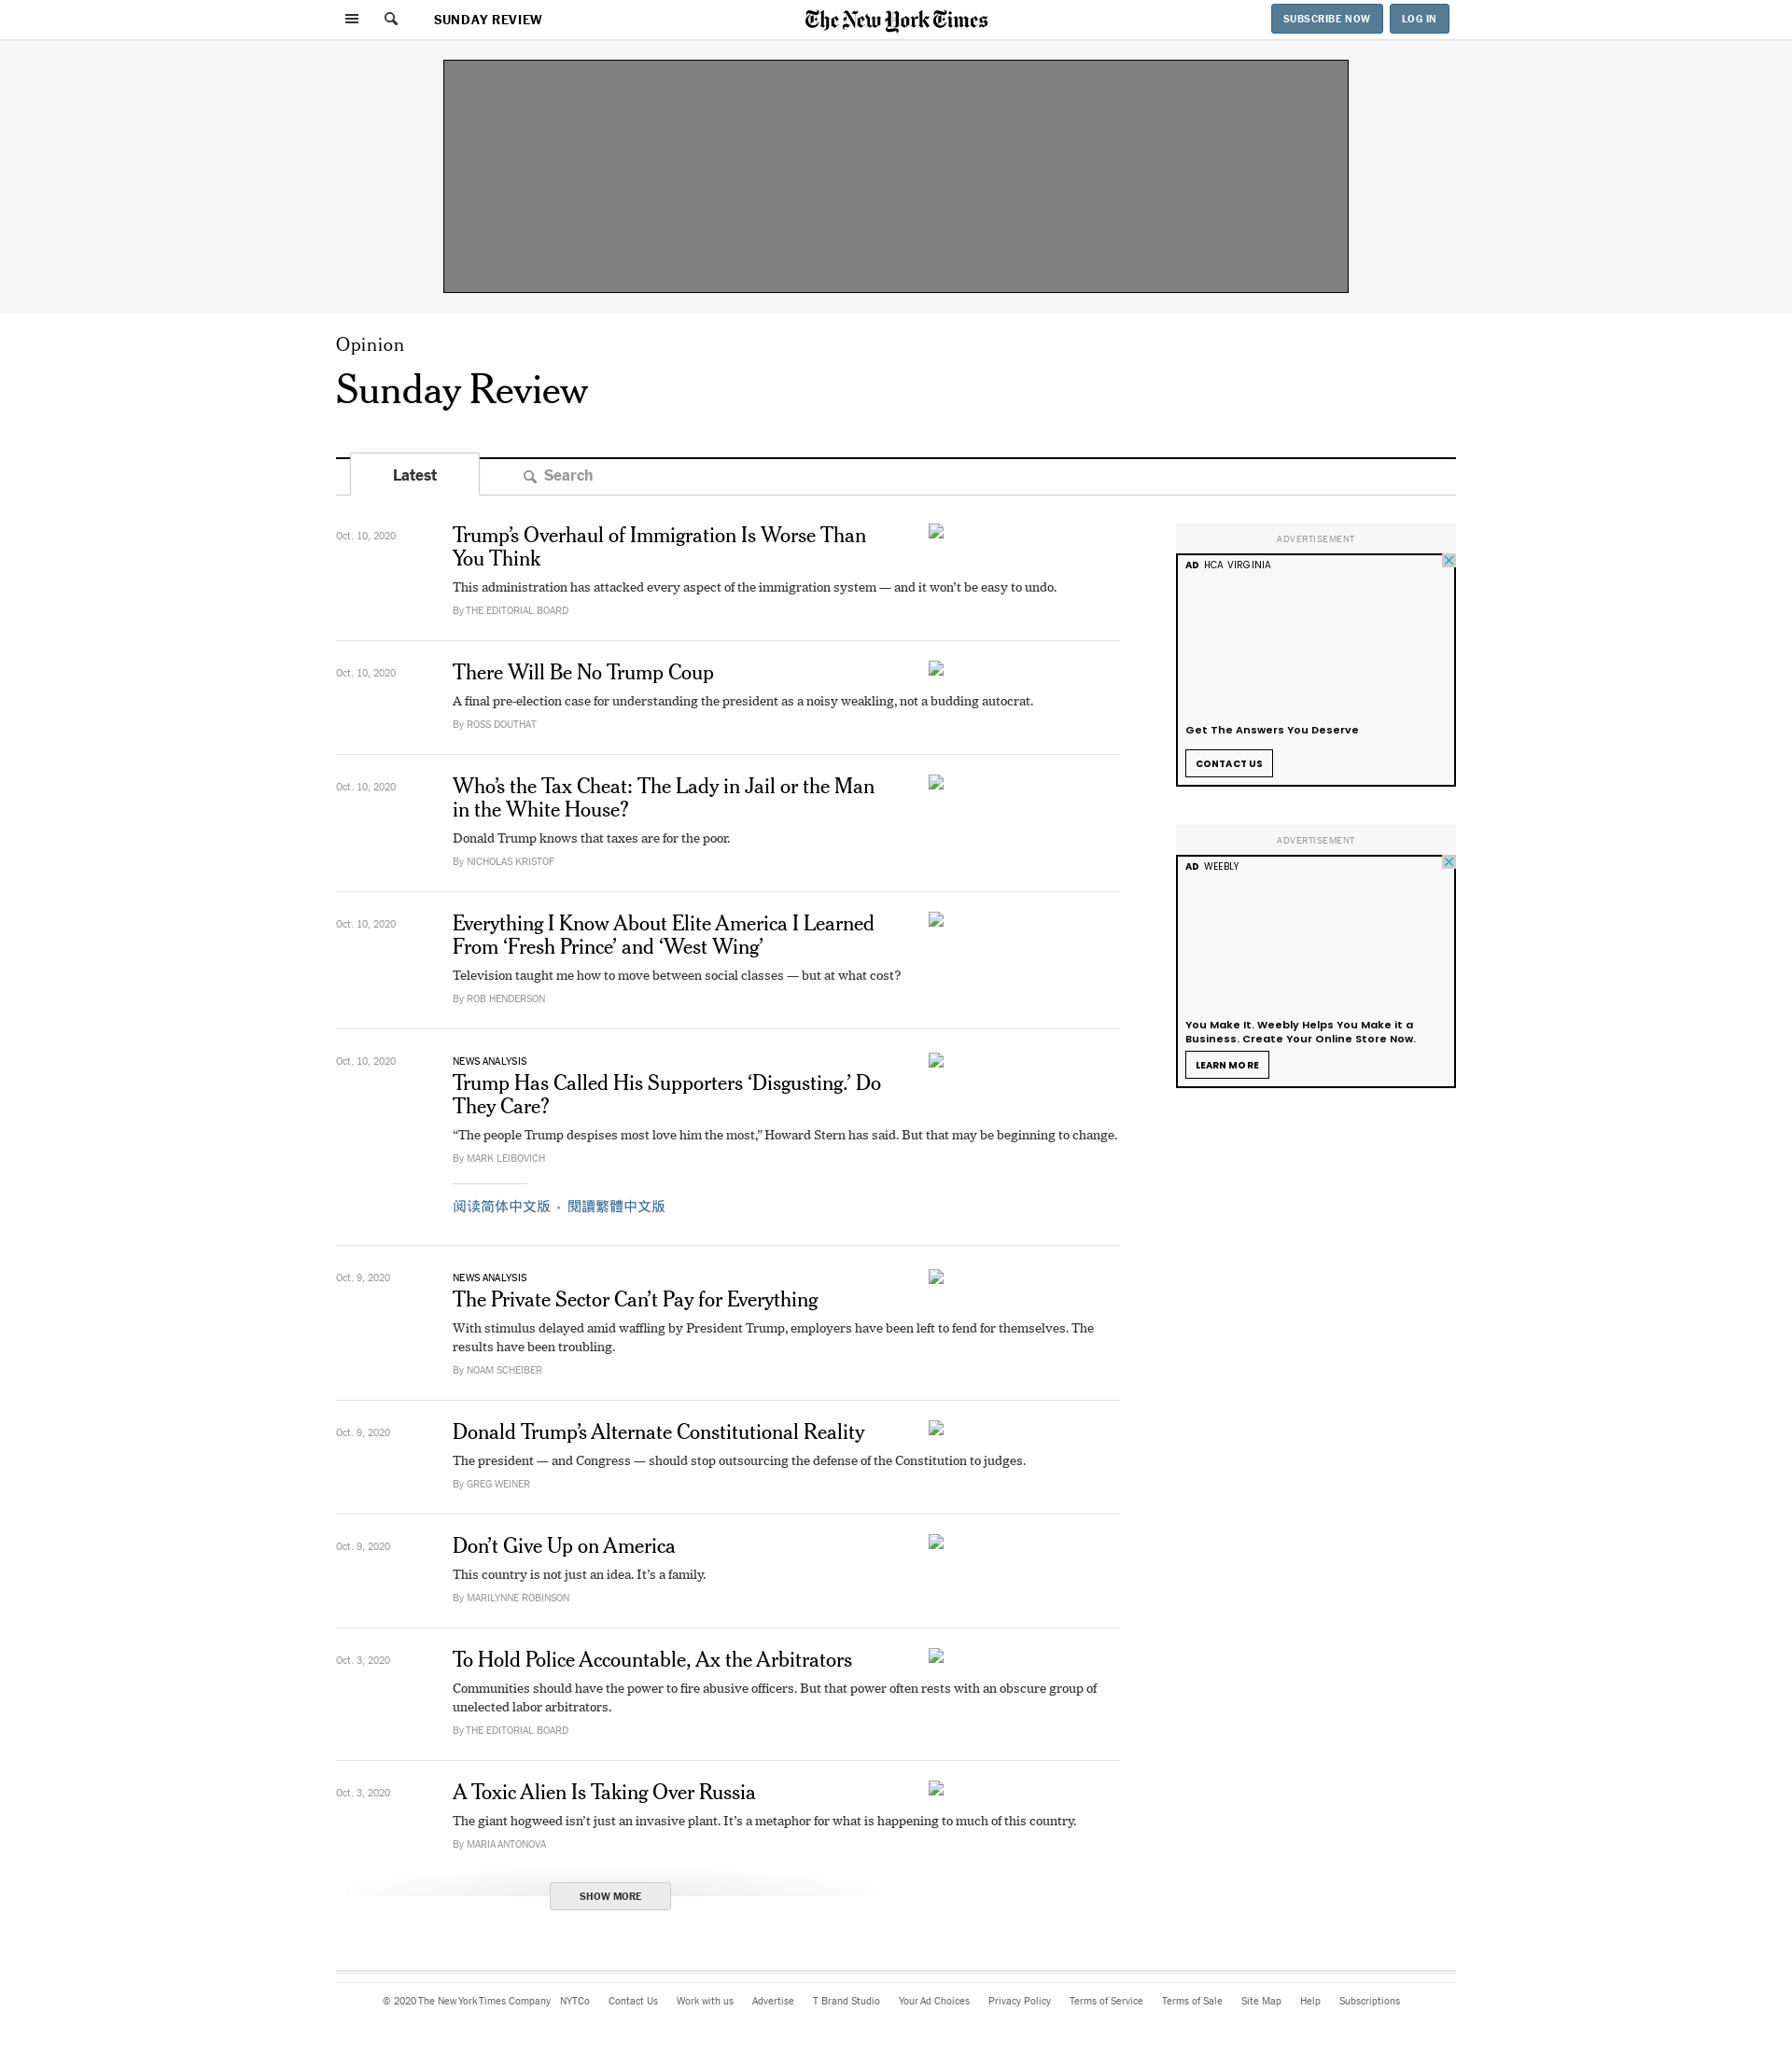 SUNDAY REVIEW
The New York Times
SUBSCRIBE NOW
LOG IN
Opinion
Sunday Review
Latest
Search
Oct. 10, 2020
Trump’s Overhaul of Immigration Is Worse Than
You Think
This administration has attacked every aspect of the immigration system — and it won’t be easy to undo.
By THE EDITORIAL BOARD
Oct. 10, 2020
There Will Be No Trump Coup
A final pre-election case for understanding the president as a noisy weakling, not a budding autocrat.
By ROSS DOUTHAT
Oct. 10, 2020
Who’s the Tax Cheat: The Lady in Jail or the Man
in the White House?
Donald Trump knows that taxes are for the poor.
By NICHOLAS KRISTOF
Oct. 10, 2020
Everything I Know About Elite America I Learned
From ‘Fresh Prince’ and ‘West Wing’
Television taught me how to move between social classes — but at what cost?
By ROB HENDERSON
Oct. 10, 2020
NEWS ANALYSIS
Trump Has Called His Supporters ‘Disgusting.’ Do
They Care?
“The people Trump despises most love him the most,” Howard Stern has said. But that may be beginning to change.
By MARK LEIBOVICH
阅读简体中文版 • 閱讀繁體中文版
Oct. 9, 2020
NEWS ANALYSIS
The Private Sector Can’t Pay for Everything
With stimulus delayed amid waffling by President Trump, employers have been left to fend for themselves. The
results have been troubling.
By NOAM SCHEIBER
Oct. 9, 2020
Donald Trump’s Alternate Constitutional Reality
The president — and Congress — should stop outsourcing the defense of the Constitution to judges.
By GREG WEINER
Oct. 9, 2020
Don’t Give Up on America
This country is not just an idea. It’s a family.
By MARILYNNE ROBINSON
Oct. 3, 2020
To Hold Police Accountable, Ax the Arbitrators
Communities should have the power to fire abusive officers. But that power often rests with an obscure group of
unelected labor arbitrators.
By THE EDITORIAL BOARD
Oct. 3, 2020
A Toxic Alien Is Taking Over Russia
The giant hogweed isn’t just an invasive plant. It’s a metaphor for what is happening to much of this country.
By MARIA ANTONOVA
SHOW MORE
ADVERTISEMENT
AD HCA VIRGINIA
Get The Answers You Deserve
CONTACT US
ADVERTISEMENT
AD WEEBLY
You Make It. Weebly Helps You Make it a
Business. Create Your Online Store Now.
LEARN MORE
© 2020 The New York Times Company NYTCo Contact Us Work with us Advertise T Brand Studio Your Ad Choices Privacy Policy Terms of Service Terms of Sale Site Map Help Subscriptions